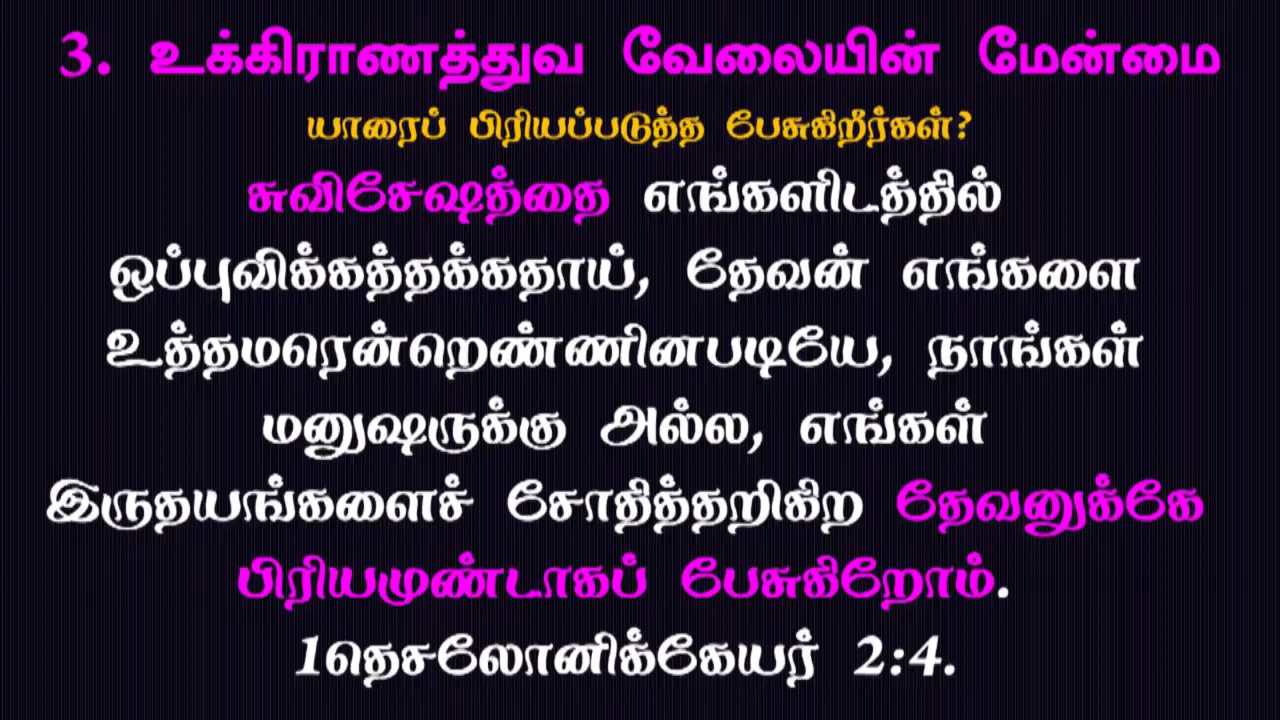 3. உக்கிராணத்துவ வேலையின் மேன்மை
யாரைப் பிரியப்படுத்த பேசுகிறீர்கள்?
சுவிசேஷத்தை எங்களிடத்தில்
ஒப்புவிக்கத்தக்கதாய், தேவன் எங்களை
உத்தமரென்றெண்ணினபடியே, நாங்கள்
மனுஷருக்கு அல்ல, எங்கள்
இருதயங்களைச் சோதித்தறிகிற தேவனுக்கே
பிரியமுண்டாகப் பேசுகிறோம்.
1தெசலோனிக்கேயர் 2:4.